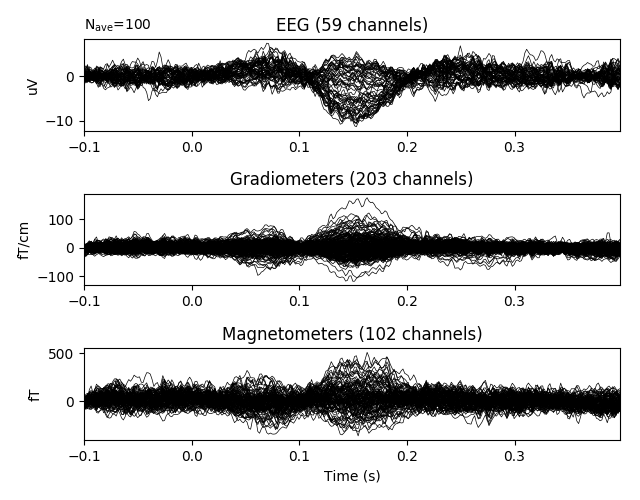 N_ave=100
EEG (59 channels)
uV
0
−10
−0.1 0.0 0.1 0.2 0.3
Gradiometers (203 channels)
fT/cm
100
0
−100
−0.1 0.0 0.1 0.2 0.3
Magnetometers (102 channels)
fT
500
0
−0.1 0.0 0.1 0.2 0.3
Time (s)